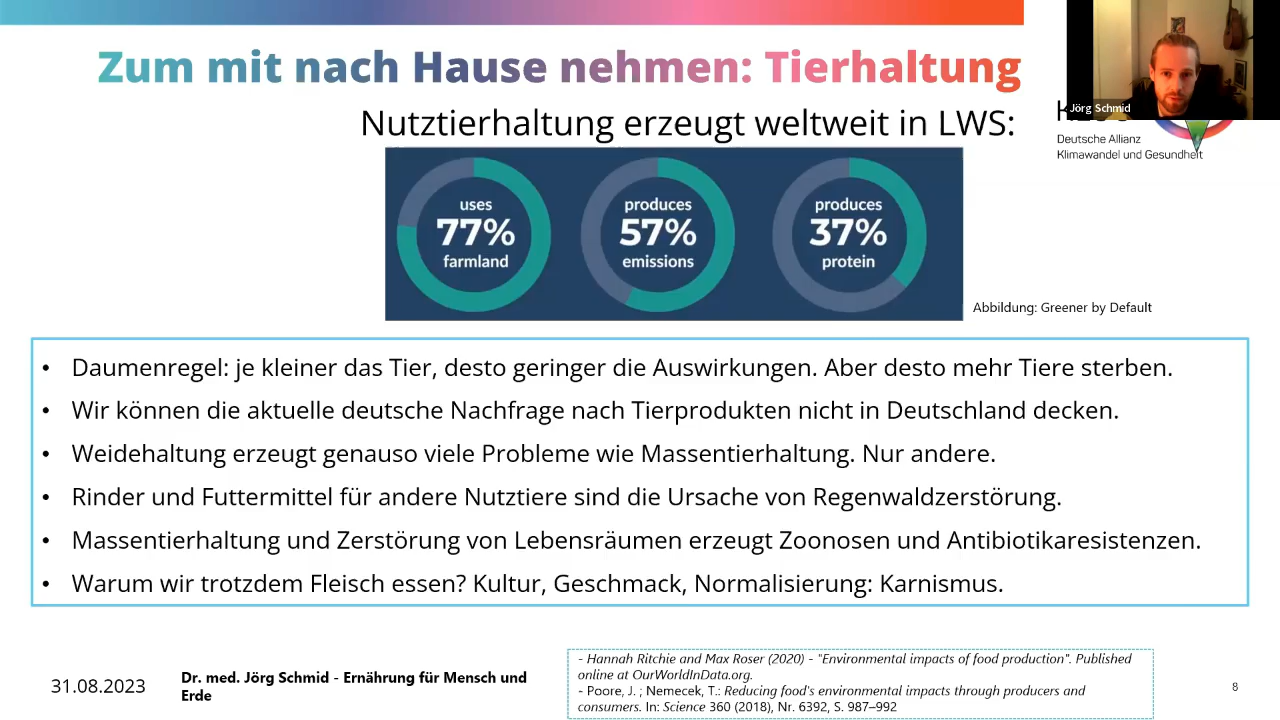 Zum mit nach Hause nehmen: Tierhaltung
Jörg Schmid
Nutztierhaltung erzeugt weltweit in LWS:
Deutsche Allianz
Klimawandel und Gesundheit
uses
77%
farmland
produces
57%
emissions
produces
37%
protein
Abbildung: Greener by Default
• Daumenregel: je kleiner das Tier, desto geringer die Auswirkungen. Aber desto mehr Tiere sterben.
• Wir können die aktuelle deutsche Nachfrage nach Tierprodukten nicht in Deutschland decken.
• Weidehaltung erzeugt genauso viele Probleme wie Massentierhaltung. Nur andere.
• Rinder und Futtermittel für andere Nutztiere sind die Ursache von Regenwaldzerstörung.
• Massentierhaltung und Zerstörung von Lebensräumen erzeugt Zoonosen und Antibiotikaresistenzen.
• Warum wir trotzdem Fleisch essen? Kultur, Geschmack, Normalisierung: Karnismus.
31.08.2023
Dr. med. Jörg Schmid - Ernährung für Mensch und
Erde
- Hannah Ritchie and Max Roser (2020) - "Environmental impacts of food production". Published
online at OurWorldInData.org.
- Poore, J. ; Nemecek, T.: Reducing food's environmental impacts through producers and
consumers. In: Science 360 (2018), Nr. 6392, S. 987–992
8